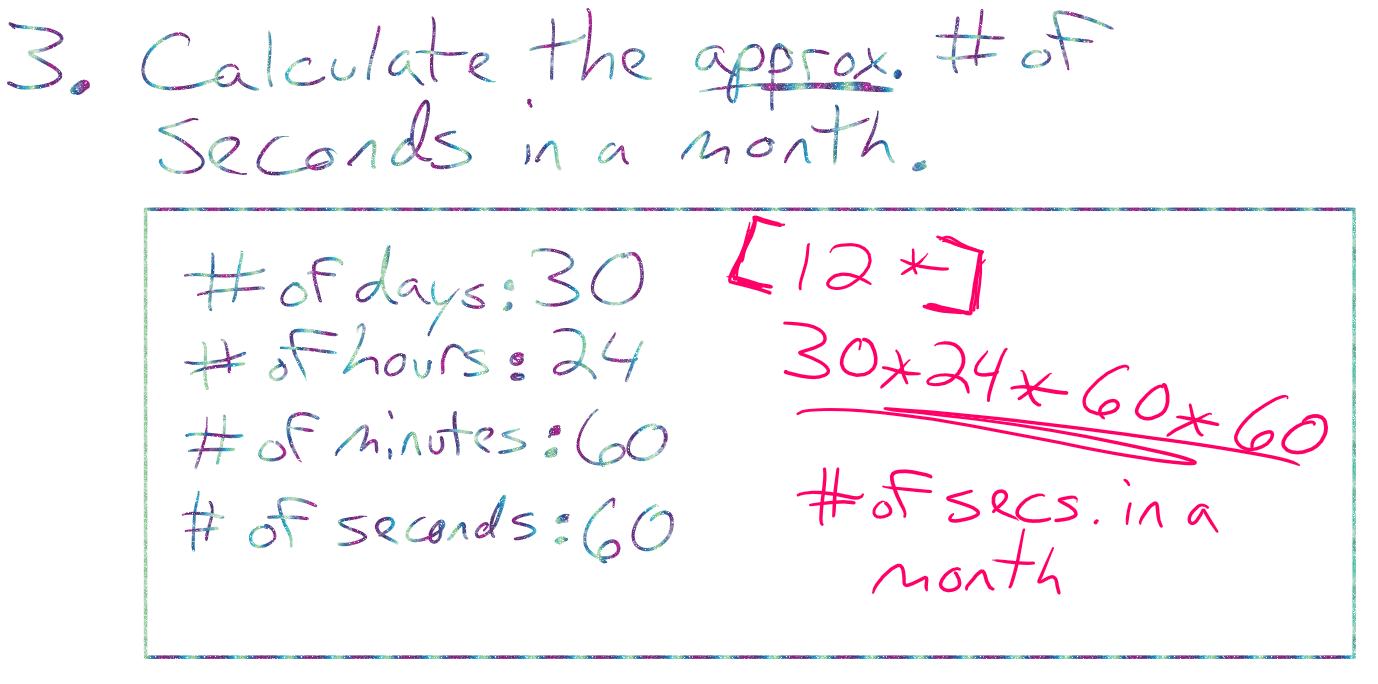 3. Calculate the approx. # of
seconds in a month.
# of days: 30
# of hours: 24
# of minutes: 60
# of seconds: 60
[12 *]
30*24*60*60
# of secs. in a
month